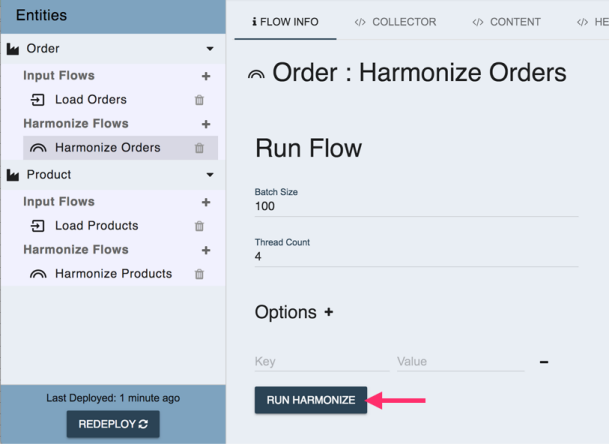 Entities
Order
Input Flows +
Load Orders
Harmonize Flows +
Harmonize Orders
Product
Input Flows +
Load Products
Harmonize Flows +
Harmonize Products
Last Deployed: 1 minute ago
REDEPLOY
FLOW INFO
</> COLLECTOR
</> CONTENT
</> HE
Order : Harmonize Orders
Run Flow
Batch Size
100
Thread Count
4
Options +
Key Value
RUN HARMONIZE